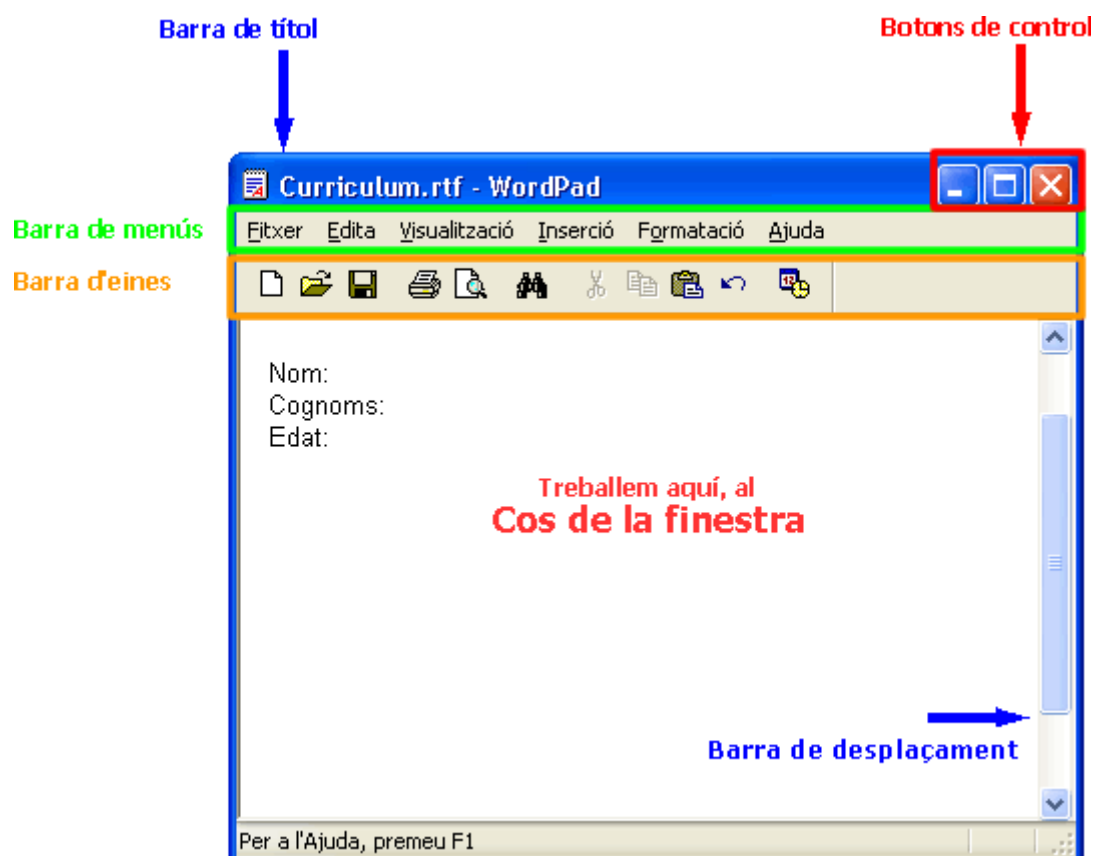 Barra de títol
Botons de control
Curriculum.rtf - WordPad
Barra de menús
Fitxer Edita Visualització Inserció Formatació Ajuda
Barra d'eines
Nom:
Cognoms:
Edat:
Treballem aquí, al
Cos de la finestra
Barra de desplaçament
Per a l'Ajuda, premeu F1